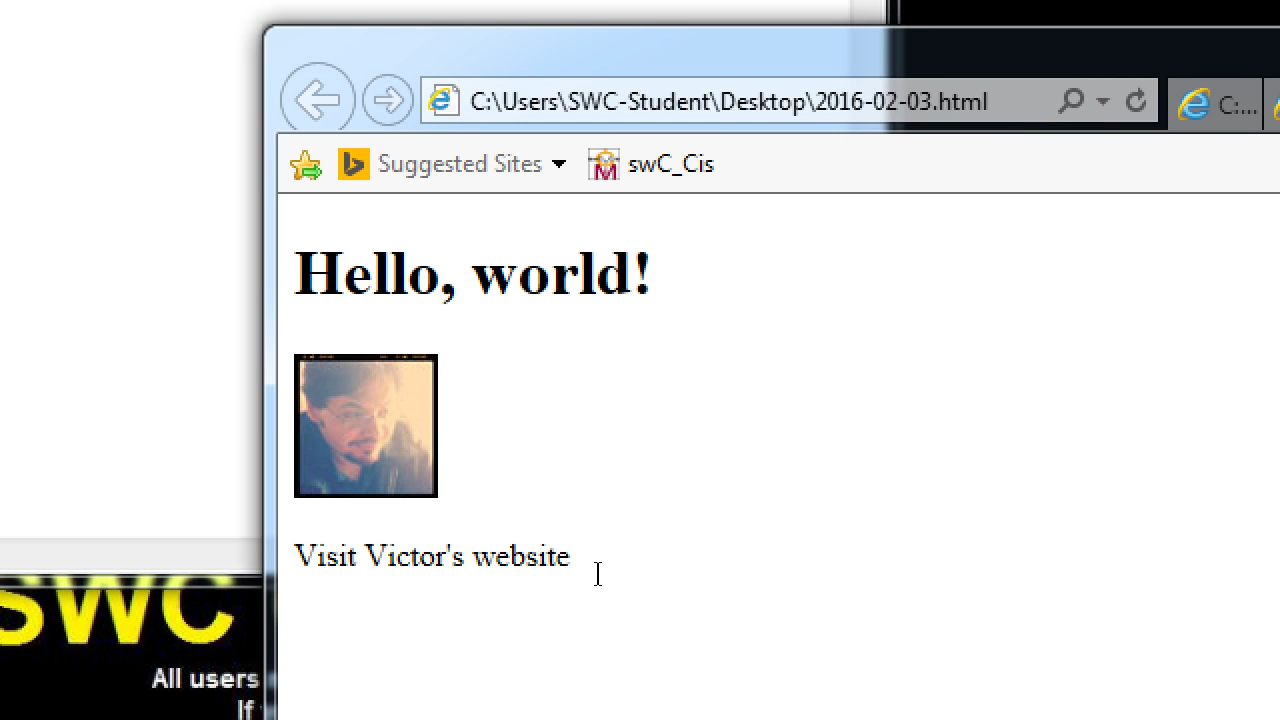 C:\Users\SWC-Student\Desktop\2016-02-03.html
C:...
Suggested Sites
swC_Cis
Hello, world!
Visit Victor's website
SWC
All users
If